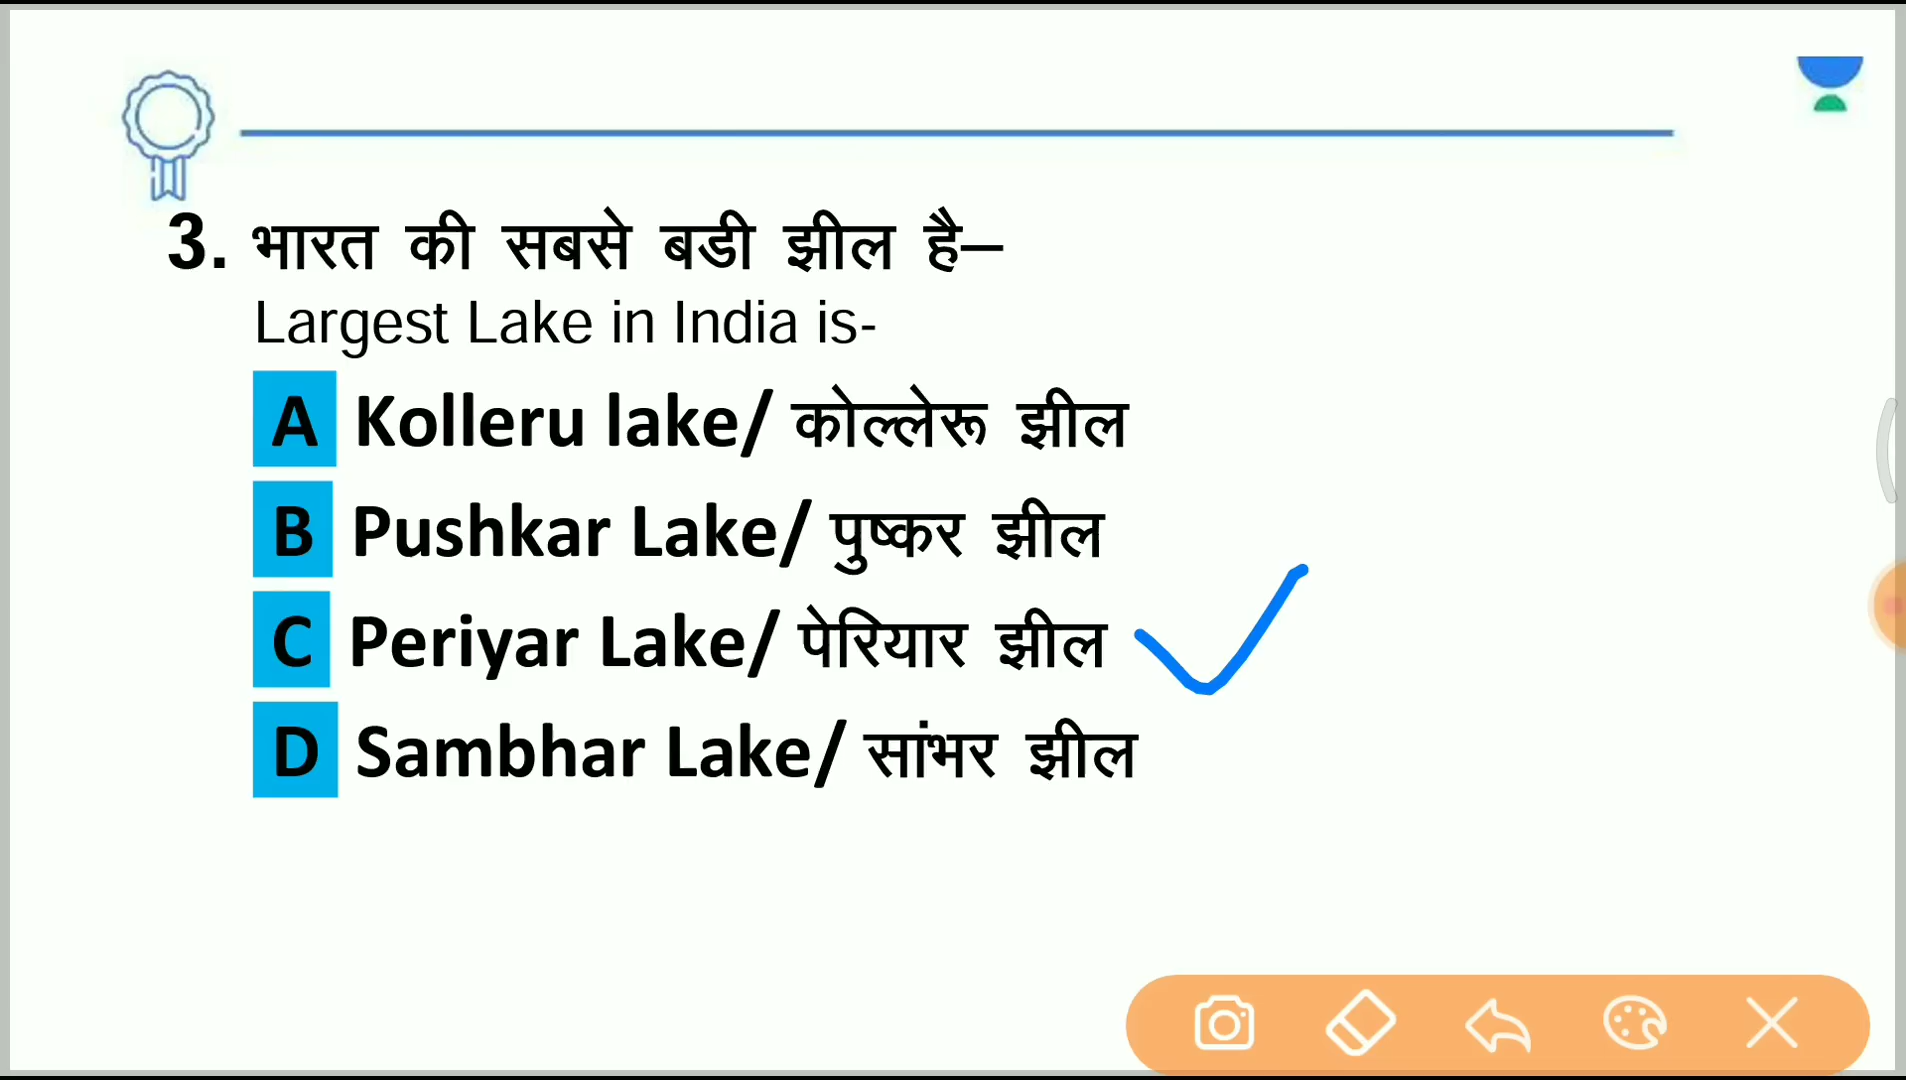 3. भारत की सबसे बडी झील है–
Largest Lake in India is-
A Kolleru lake/ कोल्लेरू झील
B Pushkar Lake/ पुष्कर झील
C Periyar Lake/ पेरियार झील
D Sambhar Lake/ सांभर झील